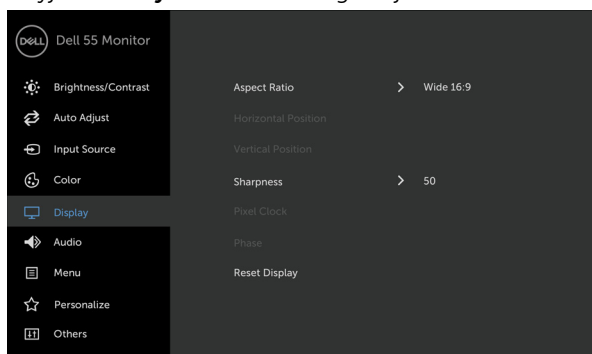 DELL Dell 55 Monitor
Brightness/Contrast
Auto Adjust
Input Source
Color
Display
Audio
Menu
Personalize
Others
Aspect Ratio > Wide 16:9
Horizontal Position
Vertical Position
Sharpness > 50
Pixel Clock
Phase
Reset Display